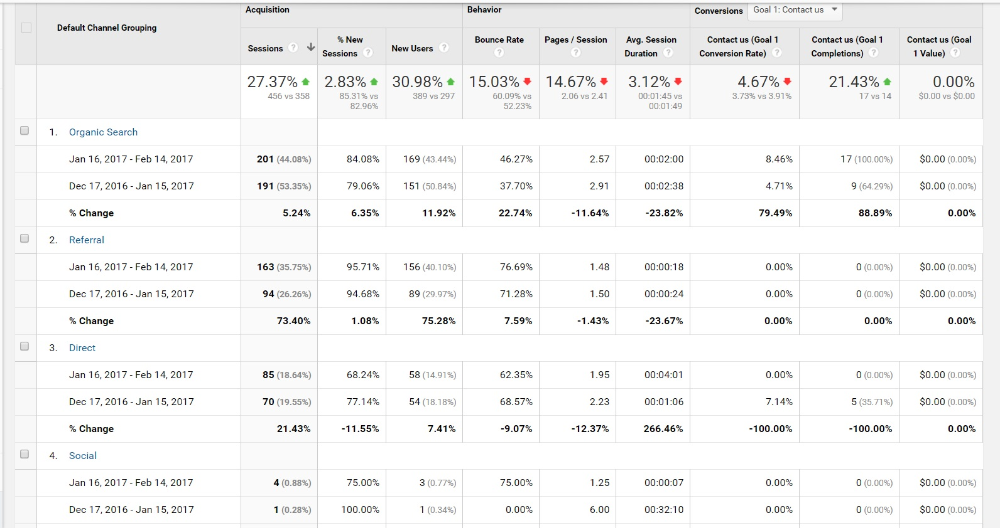 Acquisition Behavior Conversions Goal 1: Contact us
Default Channel Grouping
Sessions ? % New Sessions ? New Users ? Bounce Rate ? Pages / Session ? Avg. Session Duration ? Contact us (Goal 1 Conversion Rate) ? Contact us (Goal 1 Completions) ? Contact us (Goal 1 Value) ?
27.37% 2.83% 30.98% 15.03% 14.67% 3.12% 4.67% 21.43% 0.00%
456 vs 358 85.31% vs 82.96% 389 vs 297 60.09% vs 52.23% 2.06 vs 2.41 00:01:45 vs 00:01:49 3.73% vs 3.91% 17 vs 14 $0.00 vs $0.00
1. Organic Search
Jan 16, 2017 - Feb 14, 2017 201 (44.08%) 84.08% 169 (43.44%) 46.27% 2.57 00:02:00 8.46% 17 (100.00%) $0.00 (0.00%)
Dec 17, 2016 - Jan 15, 2017 191 (53.35%) 79.06% 151 (50.84%) 37.70% 2.91 00:02:38 4.71% 9 (64.29%) $0.00 (0.00%)
% Change 5.24% 6.35% 11.92% 22.74% -11.64% -23.82% 79.49% 88.89% 0.00%
2. Referral
Jan 16, 2017 - Feb 14, 2017 163 (35.75%) 95.71% 156 (40.10%) 76.69% 1.48 00:00:18 0.00% 0 (0.00%) $0.00 (0.00%)
Dec 17, 2016 - Jan 15, 2017 94 (26.26%) 94.68% 89 (29.97%) 71.28% 1.50 00:00:24 0.00% 0 (0.00%) $0.00 (0.00%)
% Change 73.40% 1.08% 75.28% 7.59% -1.43% -23.67% 0.00% 0.00% 0.00%
3. Direct
Jan 16, 2017 - Feb 14, 2017 85 (18.64%) 68.24% 58 (14.91%) 62.35% 1.95 00:04:01 0.00% 0 (0.00%) $0.00 (0.00%)
Dec 17, 2016 - Jan 15, 2017 70 (19.55%) 77.14% 54 (18.18%) 68.57% 2.23 00:01:06 7.14% 5 (35.71%) $0.00 (0.00%)
% Change 21.43% -11.55% 7.41% -9.07% -12.37% 266.46% -100.00% -100.00% 0.00%
4. Social
Jan 16, 2017 - Feb 14, 2017 4 (0.88%) 75.00% 3 (0.77%) 75.00% 1.25 00:00:07 0.00% 0 (0.00%) $0.00 (0.00%)
Dec 17, 2016 - Jan 15, 2017 1 (0.28%) 100.00% 1 (0.34%) 0.00% 6.00 00:32:10 0.00% 0 (0.00%) $0.00 (0.00%)